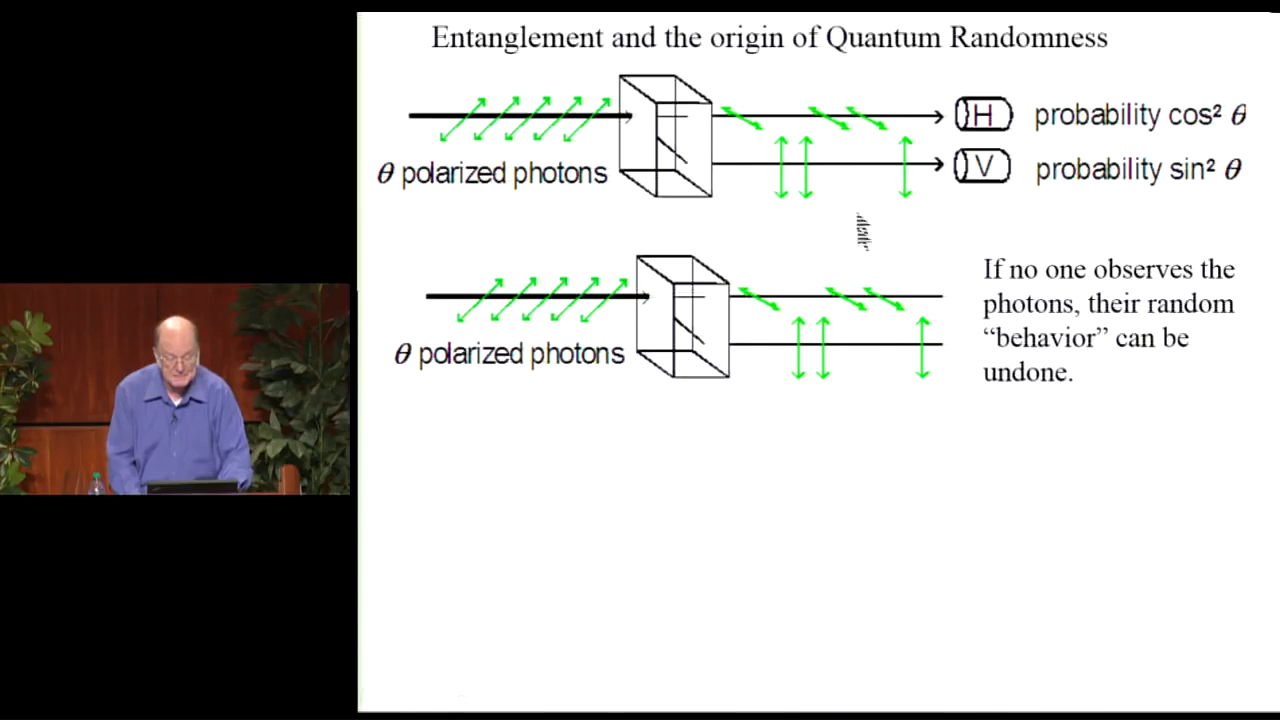 Entanglement and the origin of Quantum Randomness
H probability cos² θ
θ polarized photons
V probability sin² θ
If no one observes the
photons, their random
“behavior” can be
undone.
θ polarized photons